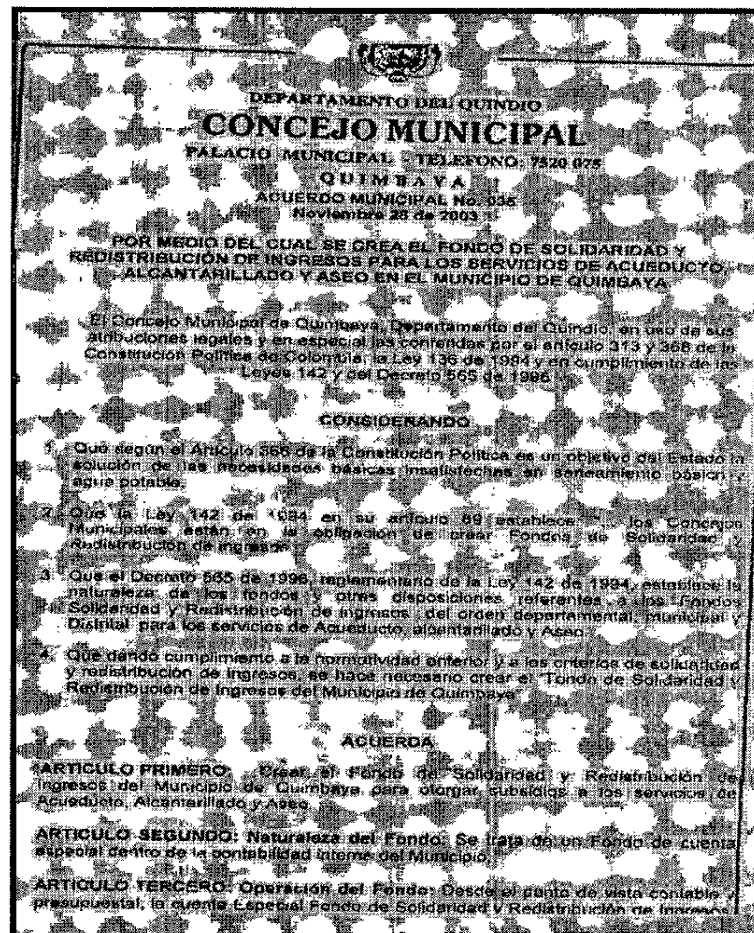 DEPARTAMENTO DEL QUINDIO
CONCEJO MUNICIPAL
PALACIO MUNICIPAL - TELEFONO: 7520 075
QUIMBAYA
ACUERDO MUNICIPAL No. 035
Noviembre 28 de 2003
POR MEDIO DEL CUAL SE CREA EL FONDO DE SOLIDARIDAD Y
REDISTRIBUCIÓN DE INGRESOS PARA LOS SERVICIOS DE ACUEDUCTO,
ALCANTARILLADO Y ASEO EN EL MUNICIPIO DE QUIMBAYA
El Concejo Municipal de Quimbaya, Departamento del Quindio, en uso de sus
atribuciones legales y en especial las conferidas por el artículo 313 y 368 de la
Constitución Política de Colombia, la Ley 136 de 1994 y en cumplimiento de las
Leyes 142 y del Decreto 565 de 1996
CONSIDERANDO
1. Que según el Artículo 366 de la Constitución Política es un objetivo del Estado la
solución de las necesidades básicas insatisfechas en saneamiento básico y
agua potable.
2. Que la Ley 142 de 1994 en su artículo 89 establece "... los Concejos
Municipales están en la obligación de crear Fondos de Solidaridad y
Redistribución de ingresos
3. Que el Decreto 565 de 1996, reglamentario de la Ley 142 de 1994, establece la
naturaleza de los fondos y otras disposiciones referentes a los Fondos
Solidaridad y Redistribución de Ingresos del orden departamental, municipal y
Distrital para los servicios de Acueducto, alcantarillado y Aseo
4. Que dando cumplimiento a la normatividad anterior y a los criterios de solidaridad
y redistribución de ingresos, se hace necesario crear el "Fondo de Solidaridad y
Redistribución de Ingresos del Municipio de Quimbaya"
ACUERDA
ARTICULO PRIMERO: Crear el Fondo de Solidaridad y Redistribución de
Ingresos del Municipio de Quimbaya para otorgar subsidios a los servicios de
Acueducto, Alcantarillado y Aseo
ARTICULO SEGUNDO: Naturaleza del Fondo: Se trata de un Fondo de cuenta
especial dentro de la contabilidad interna del Municipio.
ARTICULO TERCERO: Operación del Fondo: Desde el punto de vista contable y
presupuestal, la cuenta Especial Fondo de Solidaridad y Redistribución de Ingresos